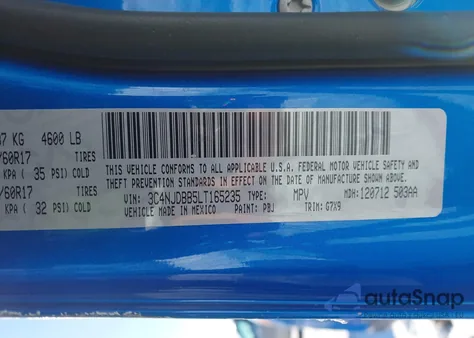 KG 4600 LB
/60R17 TIRES
KPA ( 35 PSI) COLD
/60R17 TIRES
KPA ( 32 PSI) COLD
THIS VEHICLE CONFORMS TO ALL APPLICABLE U.S.A. FEDERAL MOTOR VEHICLE SAFETY, BUMPER, AND
THEFT PREVENTION STANDARDS IN EFFECT ON THE DATE OF MANUFACTURE SHOWN ABOVE.
VIN: 3C4NJDBB5LT165235 TYPE: MPV MDH: 120712 503AA
VEHICLE MADE IN MEXICO PAINT: PBJ TRIM: G7X9
autoSnap